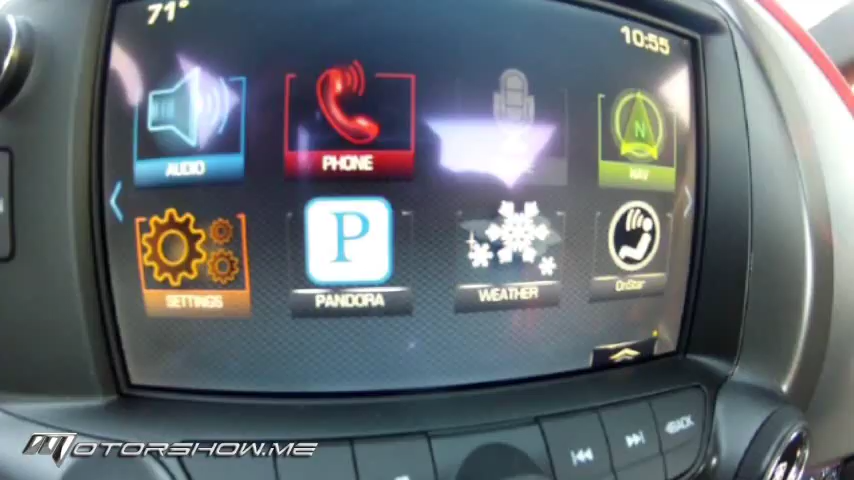 71°
10:55
AUDIO
PHONE
N
NAV
SETTINGS
P
PANDORA
WEATHER
OnStar
BACK
MOTORSHOW.ME